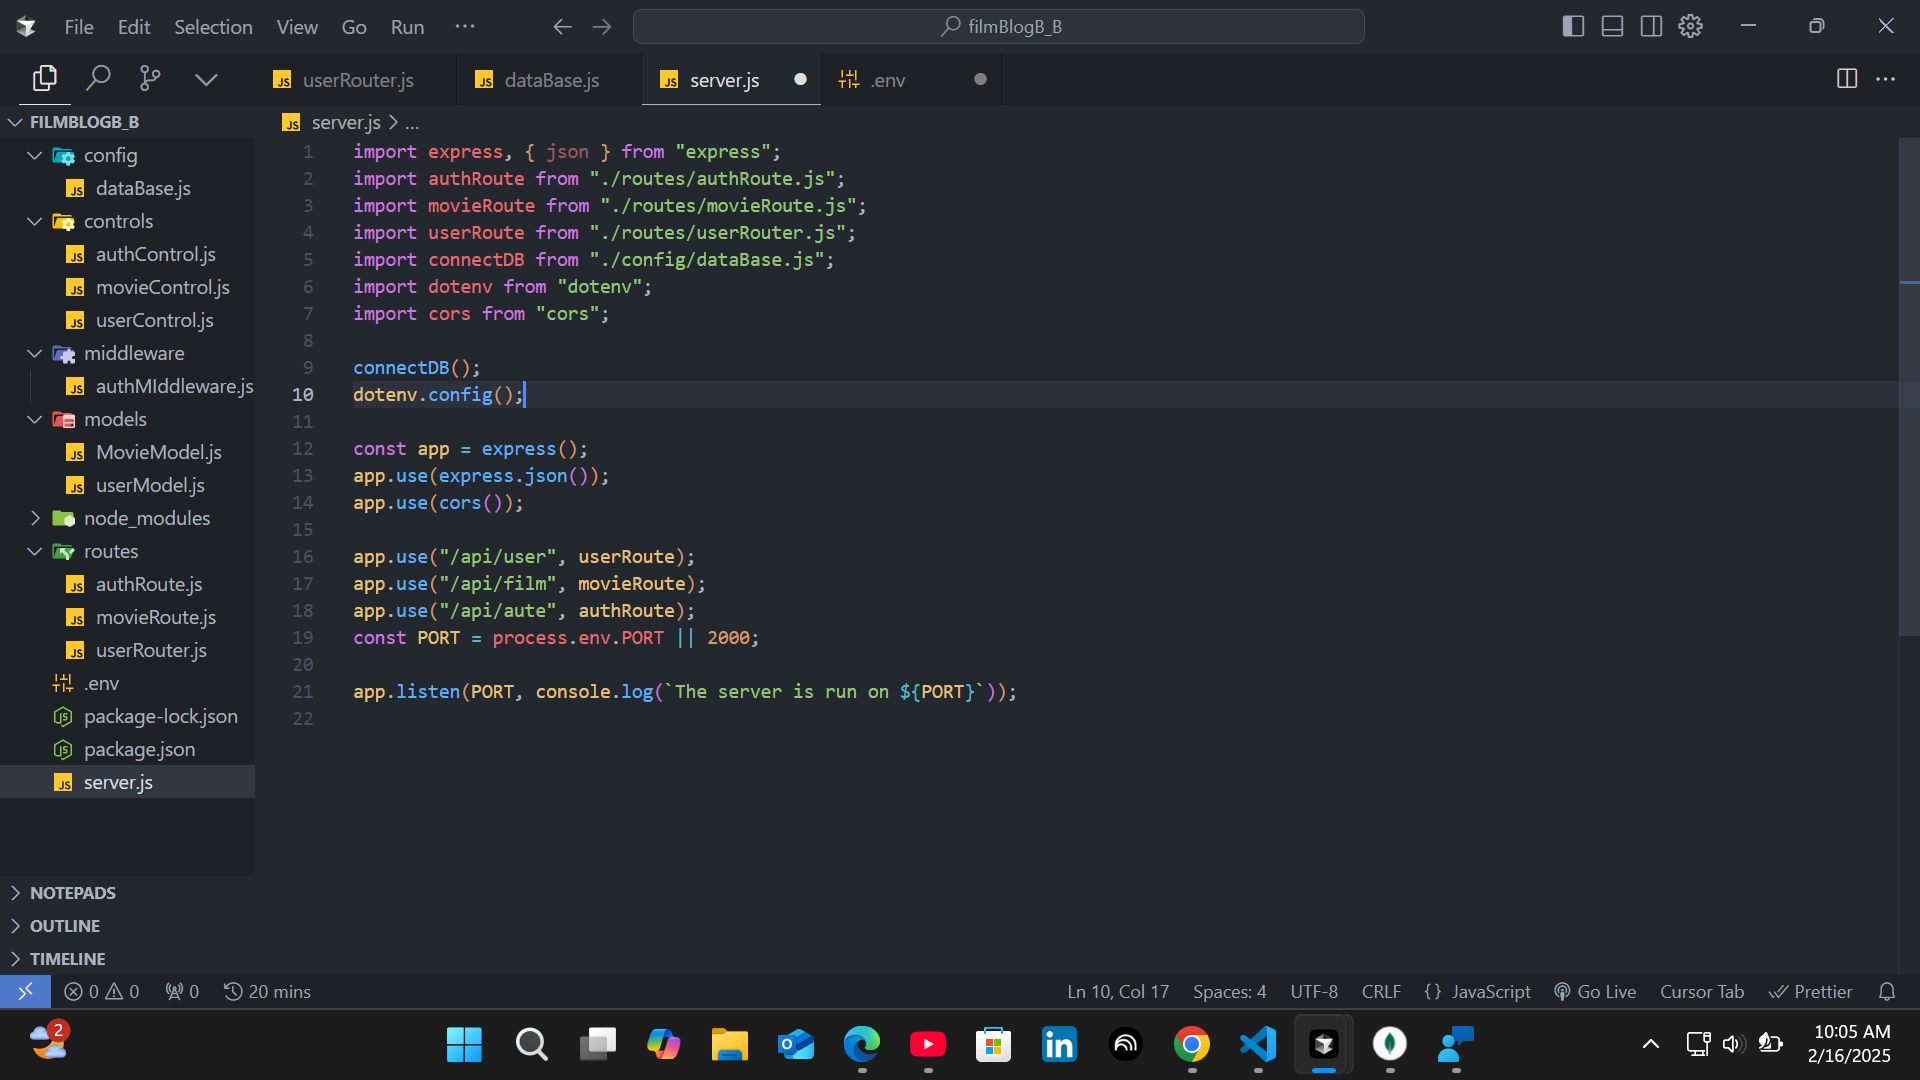 File Edit Selection View Go Run ··· filmBlogB_B
userRouter.js dataBase.js server.js .env
FILMBLOGB_B
config
dataBase.js
controls
authControl.js
movieControl.js
userControl.js
middleware
authMIddleware.js
models
MovieModel.js
userModel.js
node_modules
routes
authRoute.js
movieRoute.js
userRouter.js
.env
package-lock.json
package.json
server.js
NOTEPADS
OUTLINE
TIMELINE
server.js > ...
1 import express, { json } from "express";
2 import authRoute from "./routes/authRoute.js";
3 import movieRoute from "./routes/movieRoute.js";
4 import userRoute from "./routes/userRouter.js";
5 import connectDB from "./config/dataBase.js";
6 import dotenv from "dotenv";
7 import cors from "cors";
8
9 connectDB();
10 dotenv.config();
11
12 const app = express();
13 app.use(express.json());
14 app.use(cors());
15
16 app.use("/api/user", userRoute);
17 app.use("/api/film", movieRoute);
18 app.use("/api/aute", authRoute);
19 const PORT = process.env.PORT || 2000;
20
21 app.listen(PORT, console.log(`The server is run on ${PORT}`));
22
0 0 0 20 mins Ln 10, Col 17 Spaces: 4 UTF-8 CRLF {} JavaScript Go Live Cursor Tab Prettier
2 10:05 AM
2/16/2025